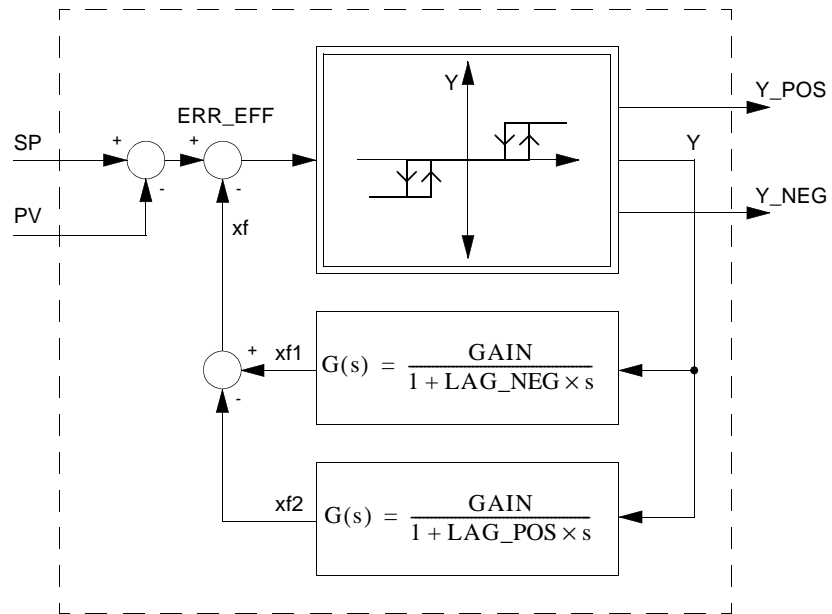 Y_POS
Y
ERR_EFF
SP
+
+
Y
-
-
PV
Y_NEG
xf
xf1
+
G(s) = GAIN / 1 + LAG_NEG × s
-
xf2
G(s) = GAIN / 1 + LAG_POS × s